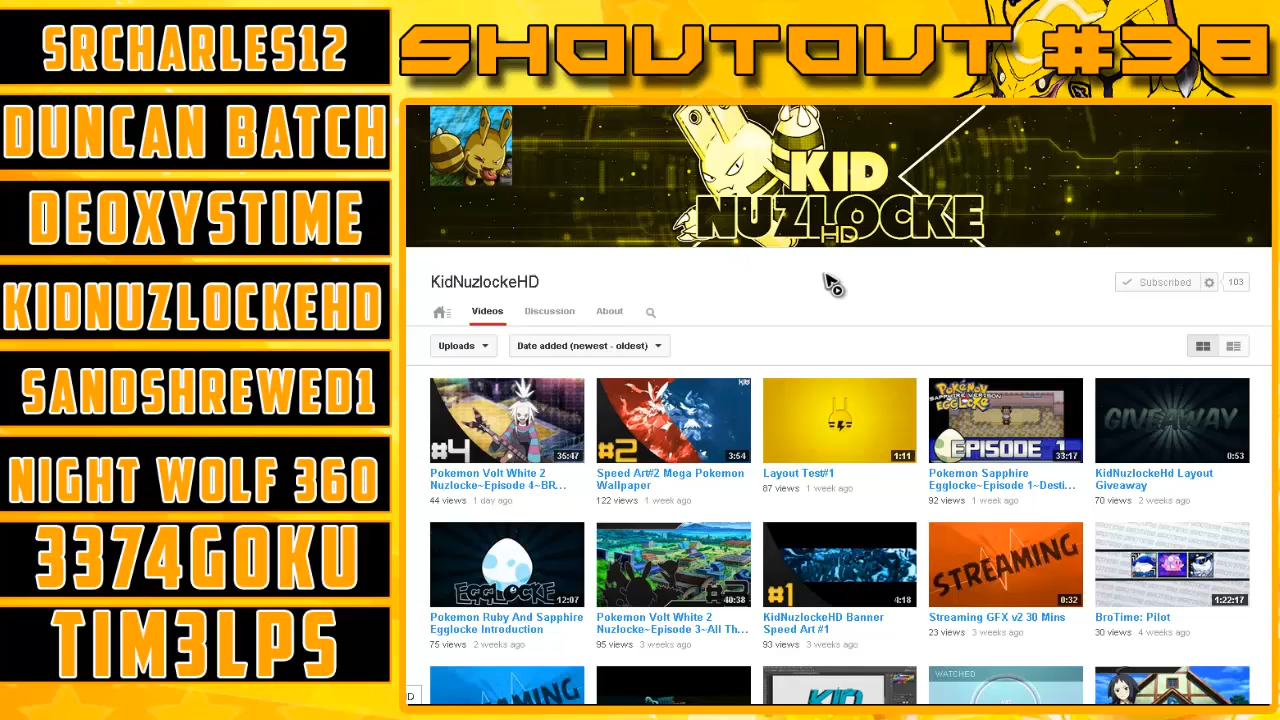 SRCHARLES12
DUNCAN BATCH
DEOXYSTIME
KIDNUZLOCKEHD
SANDSHREWED1
NIGHT WOLF 360
3374GOKU
TIM3LPS
SHOUTOUT #38
KID
NUZLOCKE
HD
KidNuzlockeHD
Subscribed
103
Videos
Discussion
About
Uploads
Date added (newest - oldest)
#4
35:47
Pokemon Volt White 2
Nuzlocke~Episode 4~BR...
44 views 1 day ago
#2
3:54
Speed Art#2 Mega Pokemon
Wallpaper
122 views 1 week ago
1:11
Layout Test#1
87 views 1 week ago
POKEMON
SAPPHIRE VERISON
EGGLOCKE
EPISODE 1
33:17
Pokemon Sapphire
Egglocke~Episode 1~Desti...
92 views 1 week ago
GIVEAWAY
0:53
KidNuzlockeHd Layout
Giveaway
70 views 2 weeks ago
EGGLOCKE
12:07
Pokemon Ruby And Sapphire
Egglocke Introduction
75 views 2 weeks ago
40:38
Pokemon Volt White 2
Nuzlocke~Episode 3~All Th...
95 views 3 weeks ago
#1
4:18
KidNuzlockeHD Banner
Speed Art #1
93 views 3 weeks ago
STREAMING
0:32
Streaming GFX v2 30 Mins
23 views 3 weeks ago
1:22:17
BroTime: Pilot
30 views 4 weeks ago
WATCHED